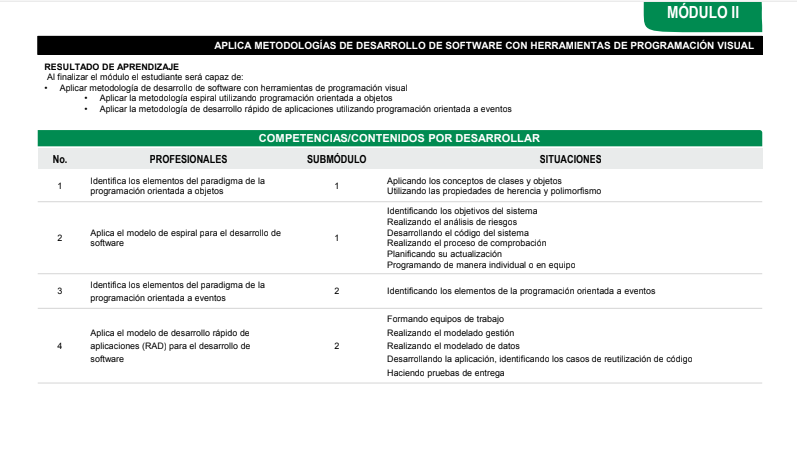 MÓDULO II
APLICA METODOLOGÍAS DE DESARROLLO DE SOFTWARE CON HERRAMIENTAS DE PROGRAMACIÓN VISUAL
RESULTADO DE APRENDIZAJE
Al finalizar el módulo el estudiante será capaz de:
• Aplicar metodología de desarrollo de software con herramientas de programación visual
• Aplicar la metodología espiral utilizando programación orientada a objetos
• Aplicar la metodología de desarrollo rápido de aplicaciones utilizando programación orientada a eventos
COMPETENCIAS/CONTENIDOS POR DESARROLLAR
No. PROFESIONALES SUBMÓDULO SITUACIONES
1 Identifica los elementos del paradigma de la
programación orientada a objetos
1
Aplicando los conceptos de clases y objetos
Utilizando las propiedades de herencia y polimorfismo
2 Aplica el modelo de espiral para el desarrollo de
software
1
Identificando los objetivos del sistema
Realizando el análisis de riesgos
Desarrollando el código del sistema
Realizando el proceso de comprobación
Planificando su actualización
Programando de manera individual o en equipo
3 Identifica los elementos del paradigma de la
programación orientada a eventos
2
Identificando los elementos de la programación orientada a eventos
4 Aplica el modelo de desarrollo rápido de
aplicaciones (RAD) para el desarrollo de
software
2
Formando equipos de trabajo
Realizando el modelado gestión
Realizando el modelado de datos
Desarrollando la aplicación, identificando los casos de reutilización de código
Haciendo pruebas de entrega